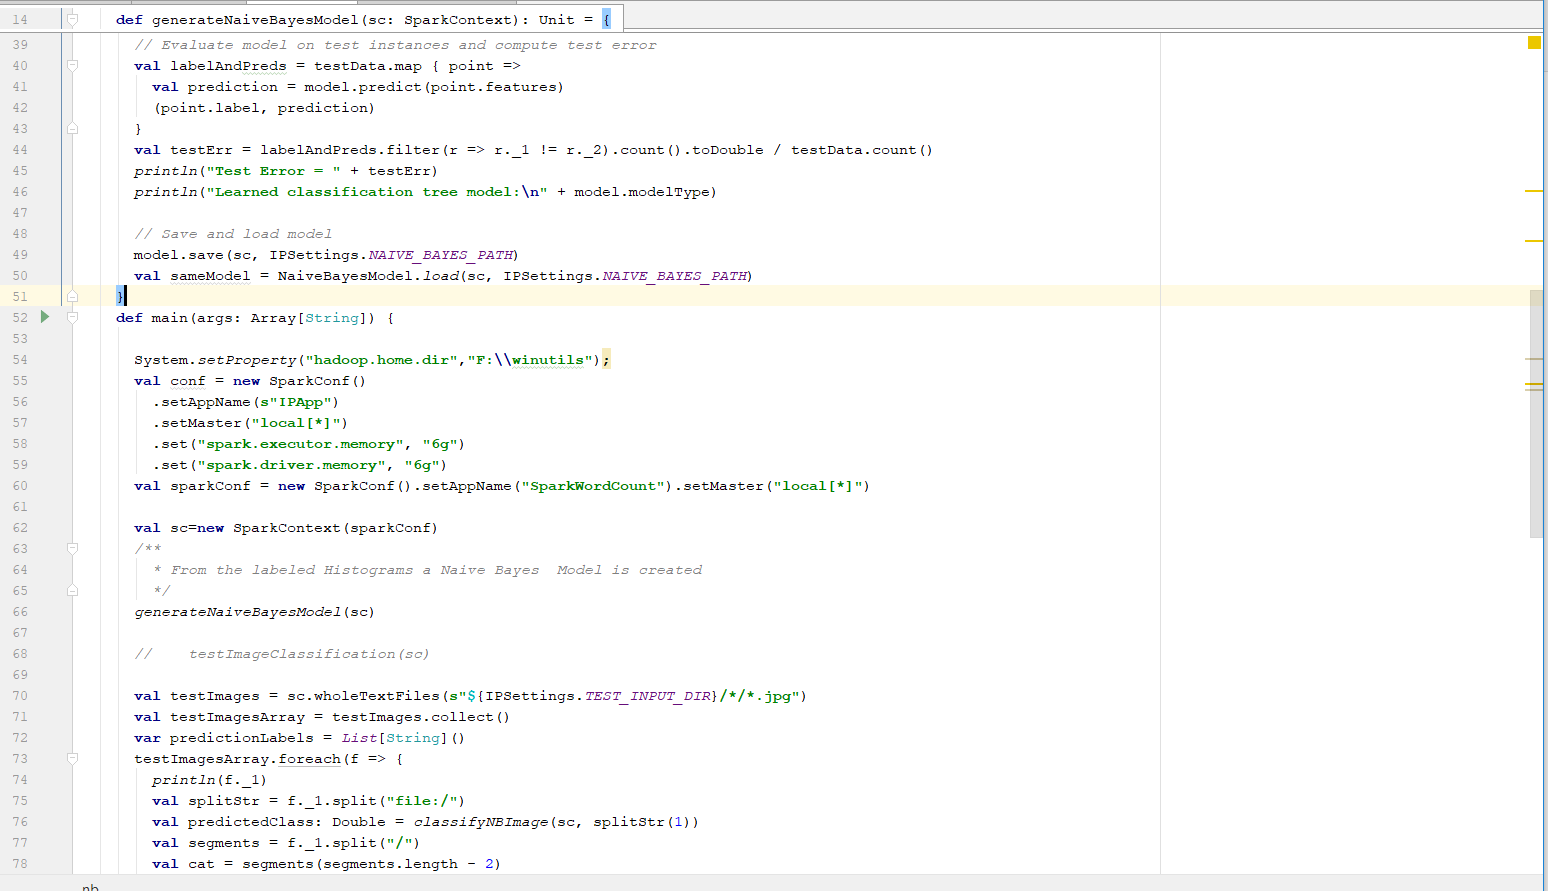 14 def generateNaiveBayesModel(sc: SparkContext): Unit = {
39 // Evaluate model on test instances and compute test error
40 val labelAndPreds = testData.map { point =>
41 val prediction = model.predict(point.features)
42 (point.label, prediction)
43 }
44 val testErr = labelAndPreds.filter(r => r._1 != r._2).count().toDouble / testData.count()
45 println("Test Error = " + testErr)
46 println("Learned classification tree model:\n" + model.modelType)
47
48 // Save and load model
49 model.save(sc, IPSettings.NAIVE_BAYES_PATH)
50 val sameModel = NaiveBayesModel.load(sc, IPSettings.NAIVE_BAYES_PATH)
51 }
52 def main(args: Array[String]) {
53
54 System.setProperty("hadoop.home.dir","F:\\winutils");
55 val conf = new SparkConf()
56 .setAppName(s"IPApp")
57 .setMaster("local[*]")
58 .set("spark.executor.memory", "6g")
59 .set("spark.driver.memory", "6g")
60 val sparkConf = new SparkConf().setAppName("SparkWordCount").setMaster("local[*]")
61
62 val sc=new SparkContext(sparkConf)
63 /**
64 * From the labeled Histograms a Naive Bayes  Model is created
65 */
66 generateNaiveBayesModel(sc)
67
68 //    testImageClassification(sc)
69
70 val testImages = sc.wholeTextFiles(s"${IPSettings.TEST_INPUT_DIR}/*/*.jpg")
71 val testImagesArray = testImages.collect()
72 var predictionLabels = List[String]()
73 testImagesArray.foreach(f => {
74 println(f._1)
75 val splitStr = f._1.split("file:/")
76 val predictedClass: Double = classifyNBImage(sc, splitStr(1))
77 val segments = f._1.split("/")
78 val cat = segments(segments.length - 2)
nb